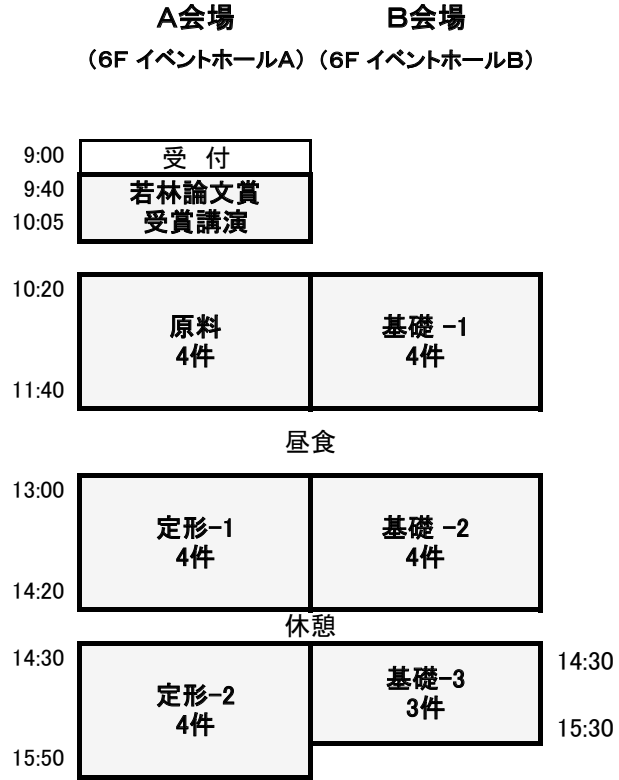 A会場
B会場
（6F イベントホールA）
（6F イベントホールB）
9:00
受　付
9:40
若林論文賞
10:05
受賞講演
10:20
原料
4件
基礎 −1
4件
11:40
昼食
13:00
定形−1
4件
基礎 −2
4件
14:20
休憩
14:30
定形−2
4件
15:50
基礎−3
3件
14:30
15:30